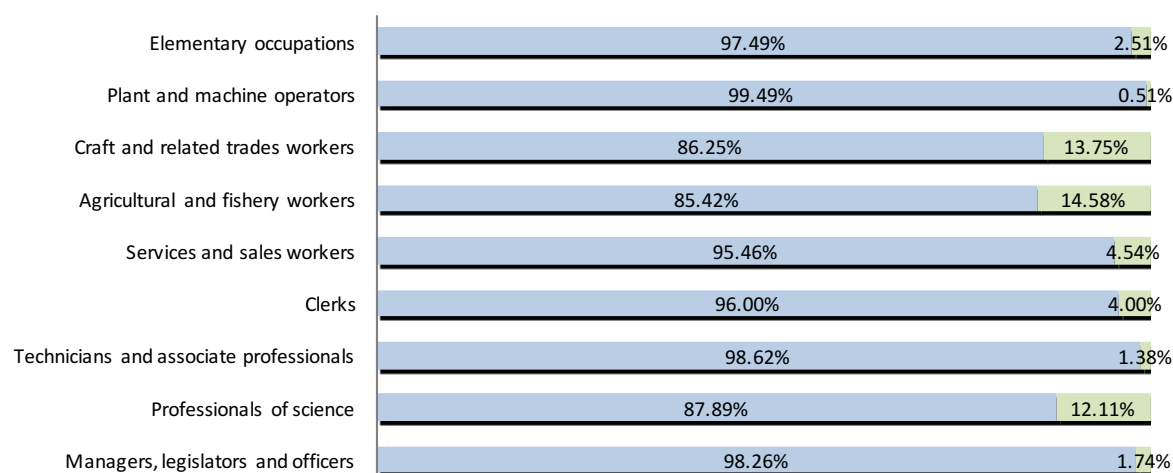 Elementary occupations 97.49% 2.51%
Plant and machine operators 99.49% 0.51%
Craft and related trades workers 86.25% 13.75%
Agricultural and fishery workers 85.42% 14.58%
Services and sales workers 95.46% 4.54%
Clerks 96.00% 4.00%
Technicians and associate professionals 98.62% 1.38%
Professionals of science 87.89% 12.11%
Managers, legislators and officers 98.26% 1.74%